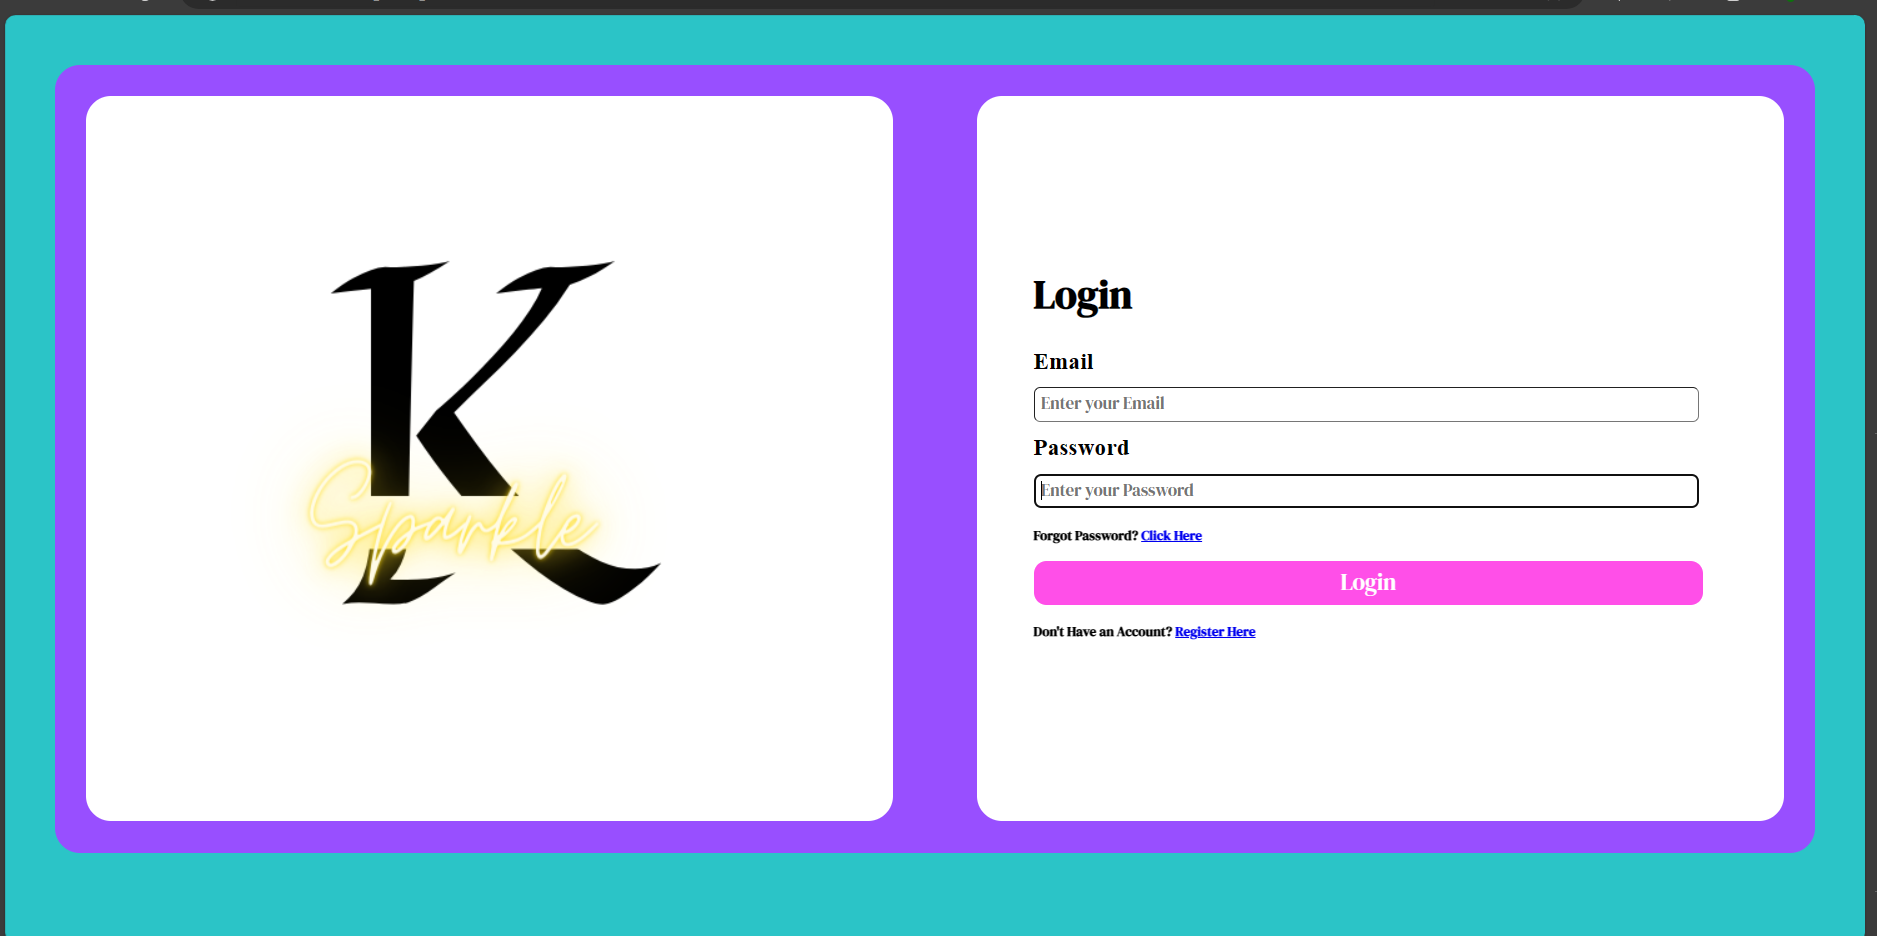 K
Sparkle
Login
Email
Enter your Email
Password
Enter your Password
Forgot Password? Click Here
Login
Don't Have an Account? Register Here